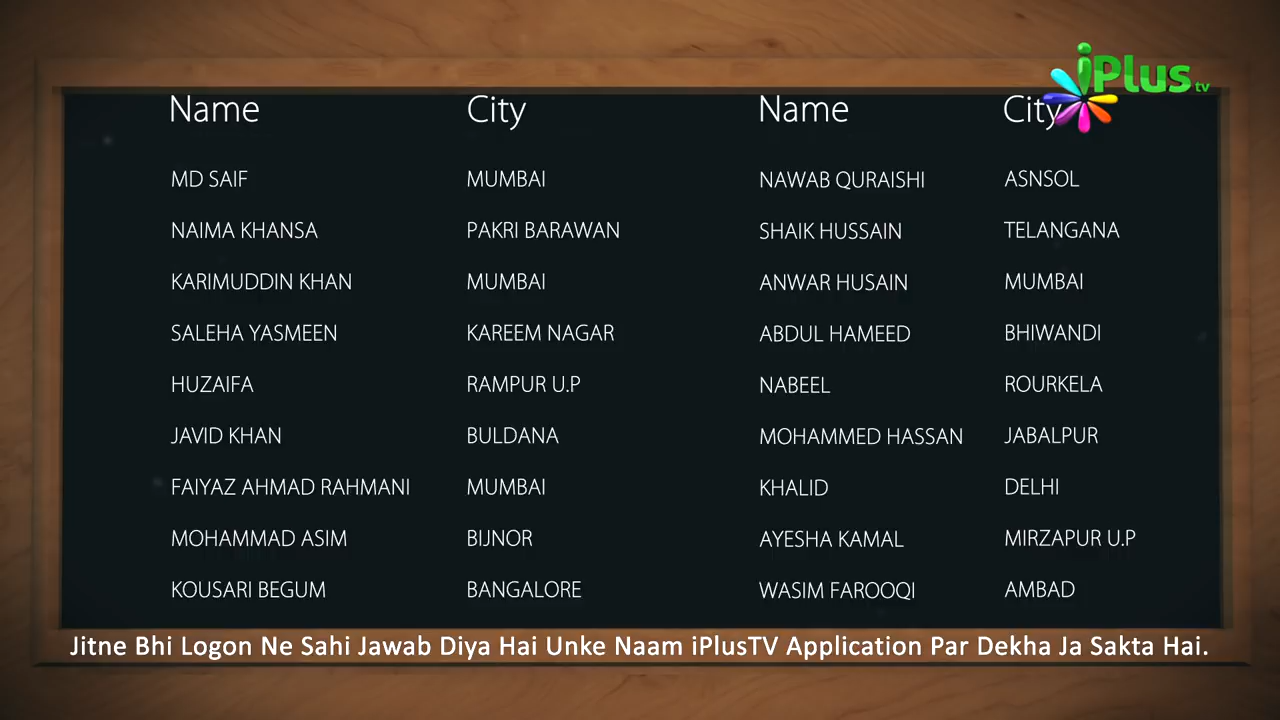 iPlus tv
Name City Name City
MD SAIF MUMBAI NAWAB QURAISHI ASNSOL
NAIMA KHANSA PAKRI BARAWAN SHAIK HUSSAIN TELANGANA
KARIMUDDIN KHAN MUMBAI ANWAR HUSAIN MUMBAI
SALEHA YASMEEN KAREEM NAGAR ABDUL HAMEED BHIWANDI
HUZAIFA RAMPUR U.P NABEEL ROURKELA
JAVID KHAN BULDANA MOHAMMED HASSAN JABALPUR
FAIYAZ AHMAD RAHMANI MUMBAI KHALID DELHI
MOHAMMAD ASIM BIJNOR AYESHA KAMAL MIRZAPUR U.P
KOUSARI BEGUM BANGALORE WASIM FAROOQI AMBAD
Jitne Bhi Logon Ne Sahi Jawab Diya Hai Unke Naam iPlusTV Application Par Dekha Ja Sakta Hai.